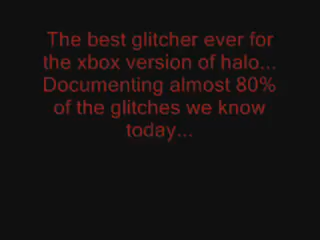 The best glitcher ever for
the xbox version of halo...
Documenting almost 80%
of the glitches we know
today...